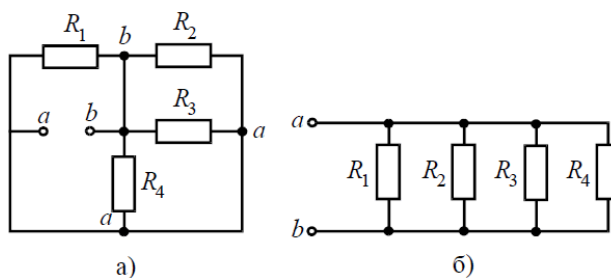 R1 b R2
a b R3 a
R4
a
а)
a
R1 R2 R3 R4
b
б)